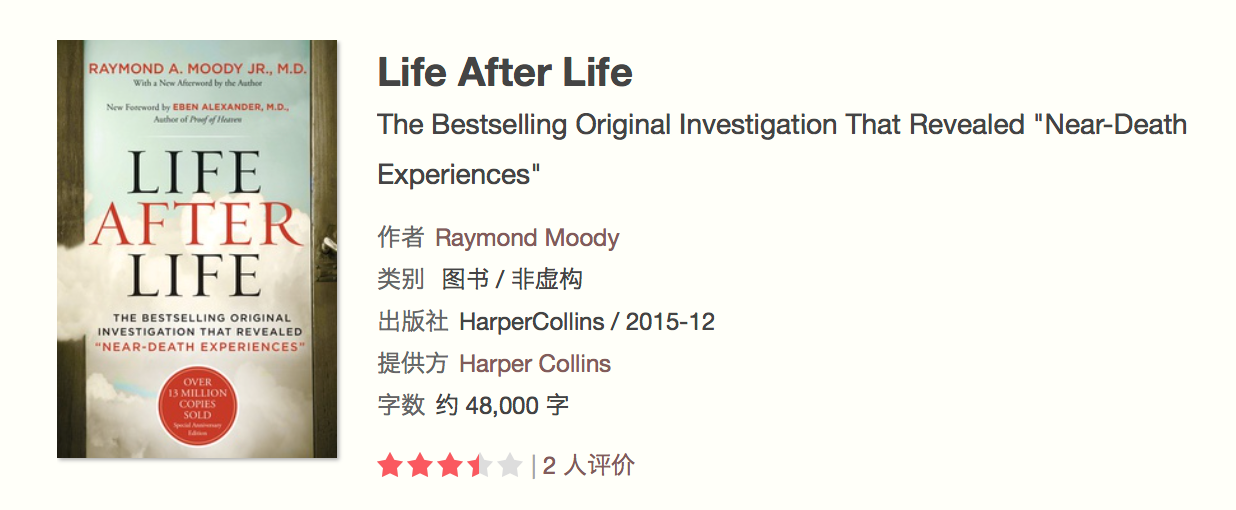 RAYMOND A. MOODY JR., M.D.
With a New Afterword by the Author
New Foreword by EBEN ALEXANDER, M.D.,
Author of Proof of Heaven
LIFE
AFTER
LIFE
THE BESTSELLING ORIGINAL
INVESTIGATION THAT REVEALED
"NEAR-DEATH EXPERIENCES"
OVER
13 MILLION
COPIES
SOLD
Special Anniversary
Edition
Life After Life
The Bestselling Original Investigation That Revealed "Near-Death
Experiences"
作者 Raymond Moody
类别 图书 / 非虚构
出版社 HarperCollins / 2015-12
提供方 Harper Collins
字数 约 48,000 字
| 2 人评价